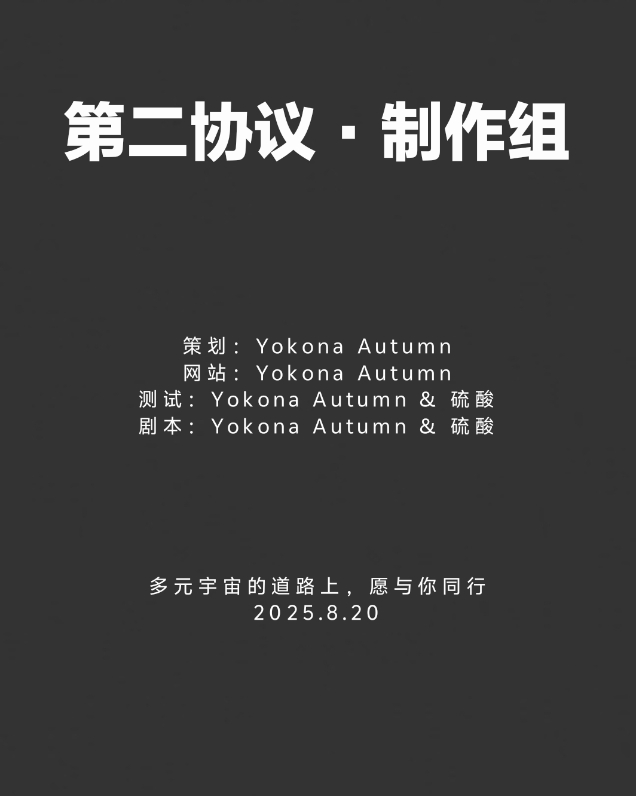 第二协议·制作组
策划：Yokona Autumn
网站：Yokona Autumn
测试：Yokona Autumn & 硫酸
剧本：Yokona Autumn & 硫酸
多元宇宙的道路上，愿与你同行
2025.8.20